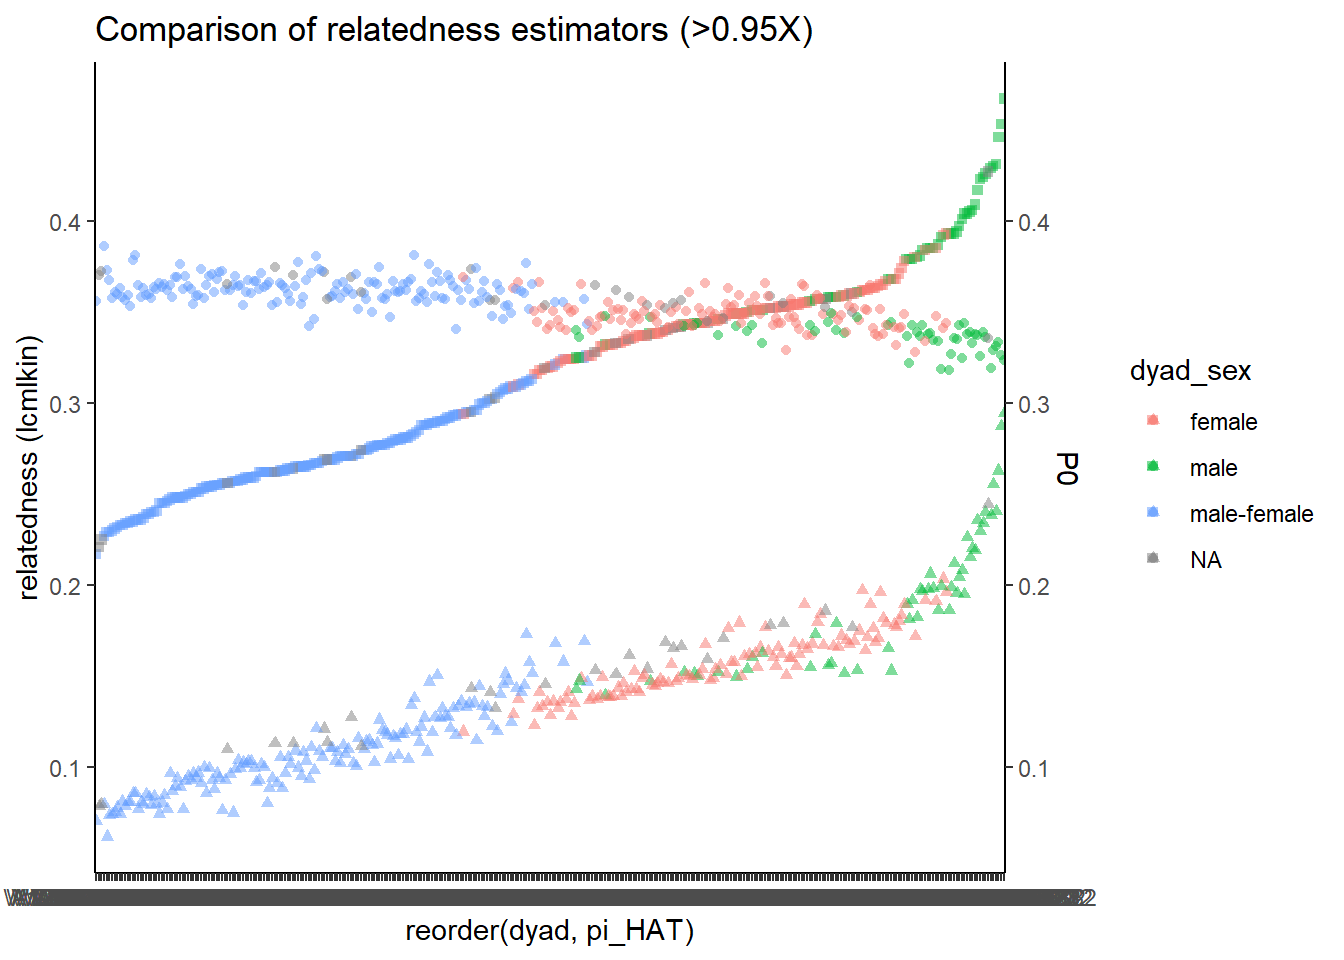 Comparison of relatedness estimators (>0.95X)
relatedness (lcmlkin)
0.4
0.3
0.2
0.1
0.4
0.3
0.2
0.1
P0
reorder(dyad, pi_HAT)
dyad_sex
female
male
male-female
NA